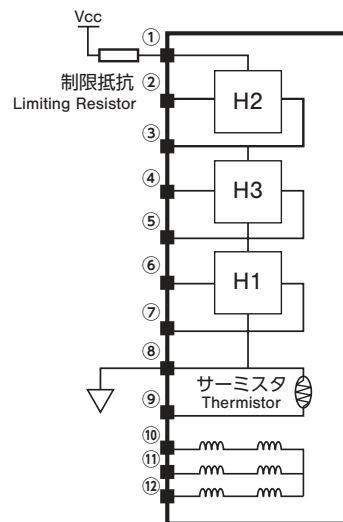 Vcc
①
制限抵抗
Limiting Resistor
②
H2
③
④
H3
⑤
⑥
H1
⑦
⑧
サーミスタ
Thermistor
⑨
⑩
⑪
⑫